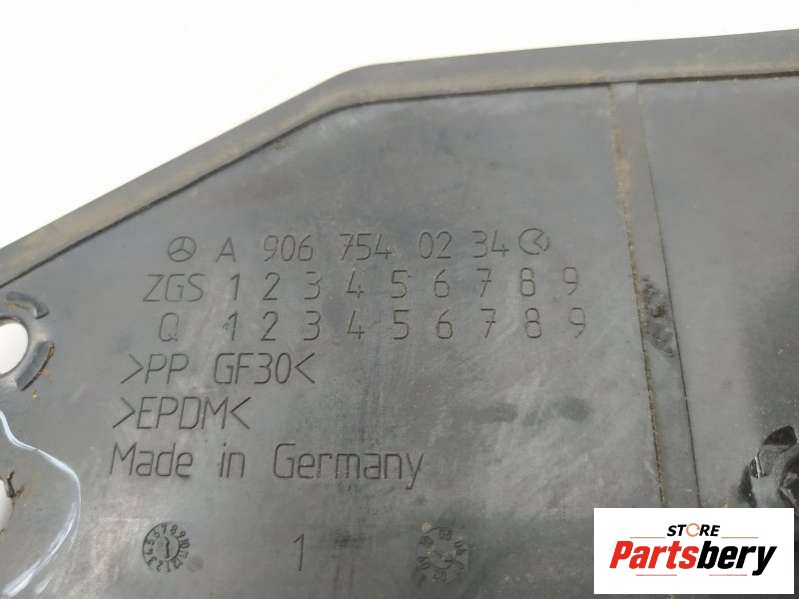 A 906 754 02 34
ZGS 1 2 3 4 5 6 7 8 9
Q 1 2 3 4 5 6 7 8 9
>PP GF30<
>EPDM<
Made in Germany
1
STORE
Partsbery